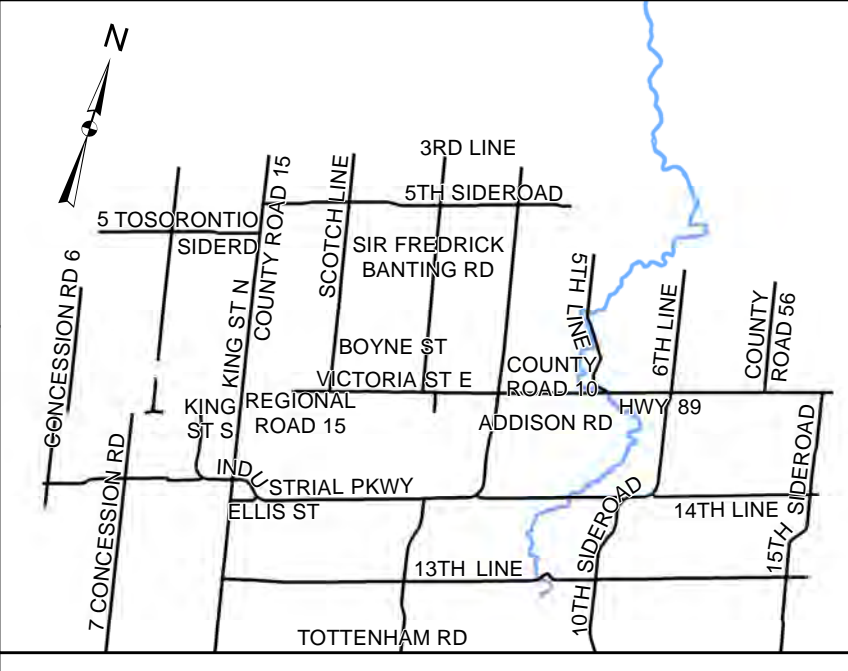 N
3RD LINE
5TH SIDEROAD
5 TOSORONTIO
SIDERD
COUNTY ROAD 15
SCOTCH LINE
SIR FREDRICK
BANTING RD
CONCESSION RD 6
KING ST N
5TH LINE
6TH LINE
COUNTY
ROAD 56
BOYNE ST
VICTORIA ST E
COUNTY
ROAD 10
HWY 89
KING
ST S
REGIONAL
ROAD 15
ADDISON RD
INDUSTRIAL PKWY
ELLIS ST
14TH LINE
10TH SIDEROAD
15TH SIDEROAD
7 CONCESSION RD
13TH LINE
TOTTENHAM RD